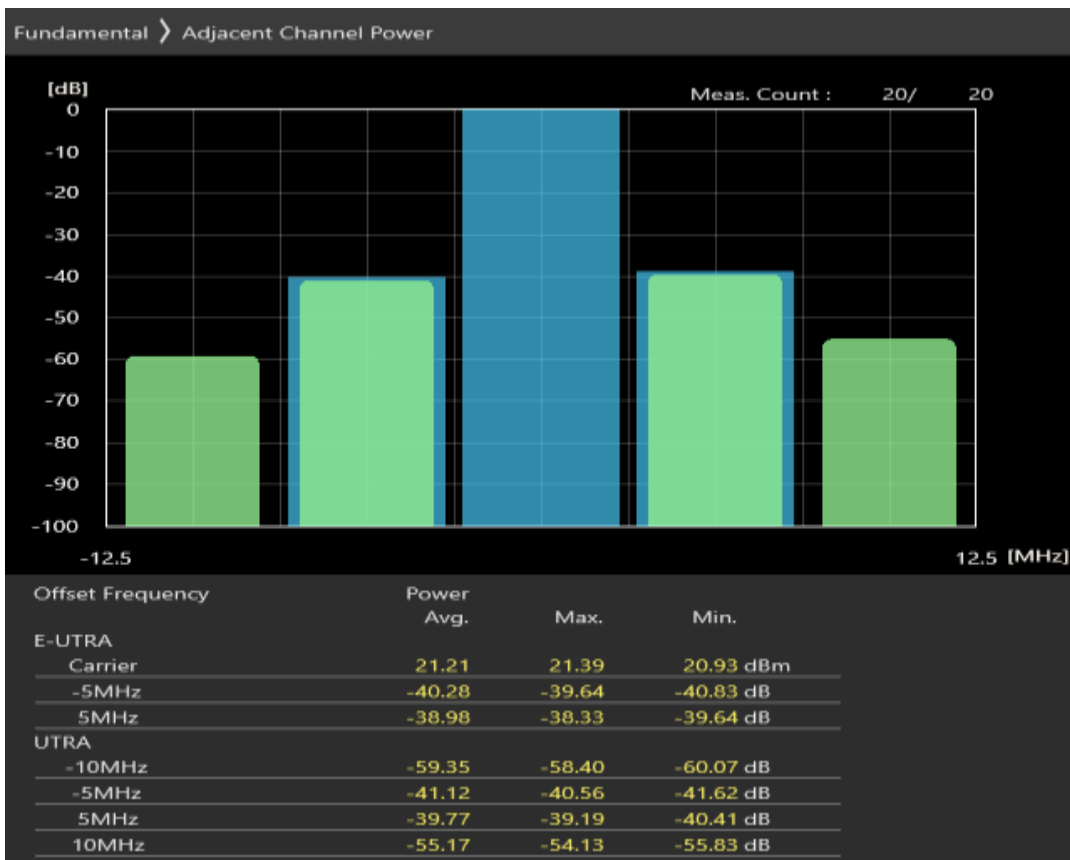 Fundamental 〉 Adjacent Channel Power
[dB]
Meas. Count : 20/ 20
0
-10
-20
-30
-40
-50
-60
-70
-80
-90
-100
-12.5 12.5 [MHz]
Offset Frequency Power
Avg. Max. Min.
E-UTRA
Carrier 21.21 21.39 20.93 dBm
-5MHz -40.28 -39.64 -40.83 dB
5MHz -38.98 -38.33 -39.64 dB
UTRA
-10MHz -59.35 -58.40 -60.07 dB
-5MHz -41.12 -40.56 -41.62 dB
5MHz -39.77 -39.19 -40.41 dB
10MHz -55.17 -54.13 -55.83 dB